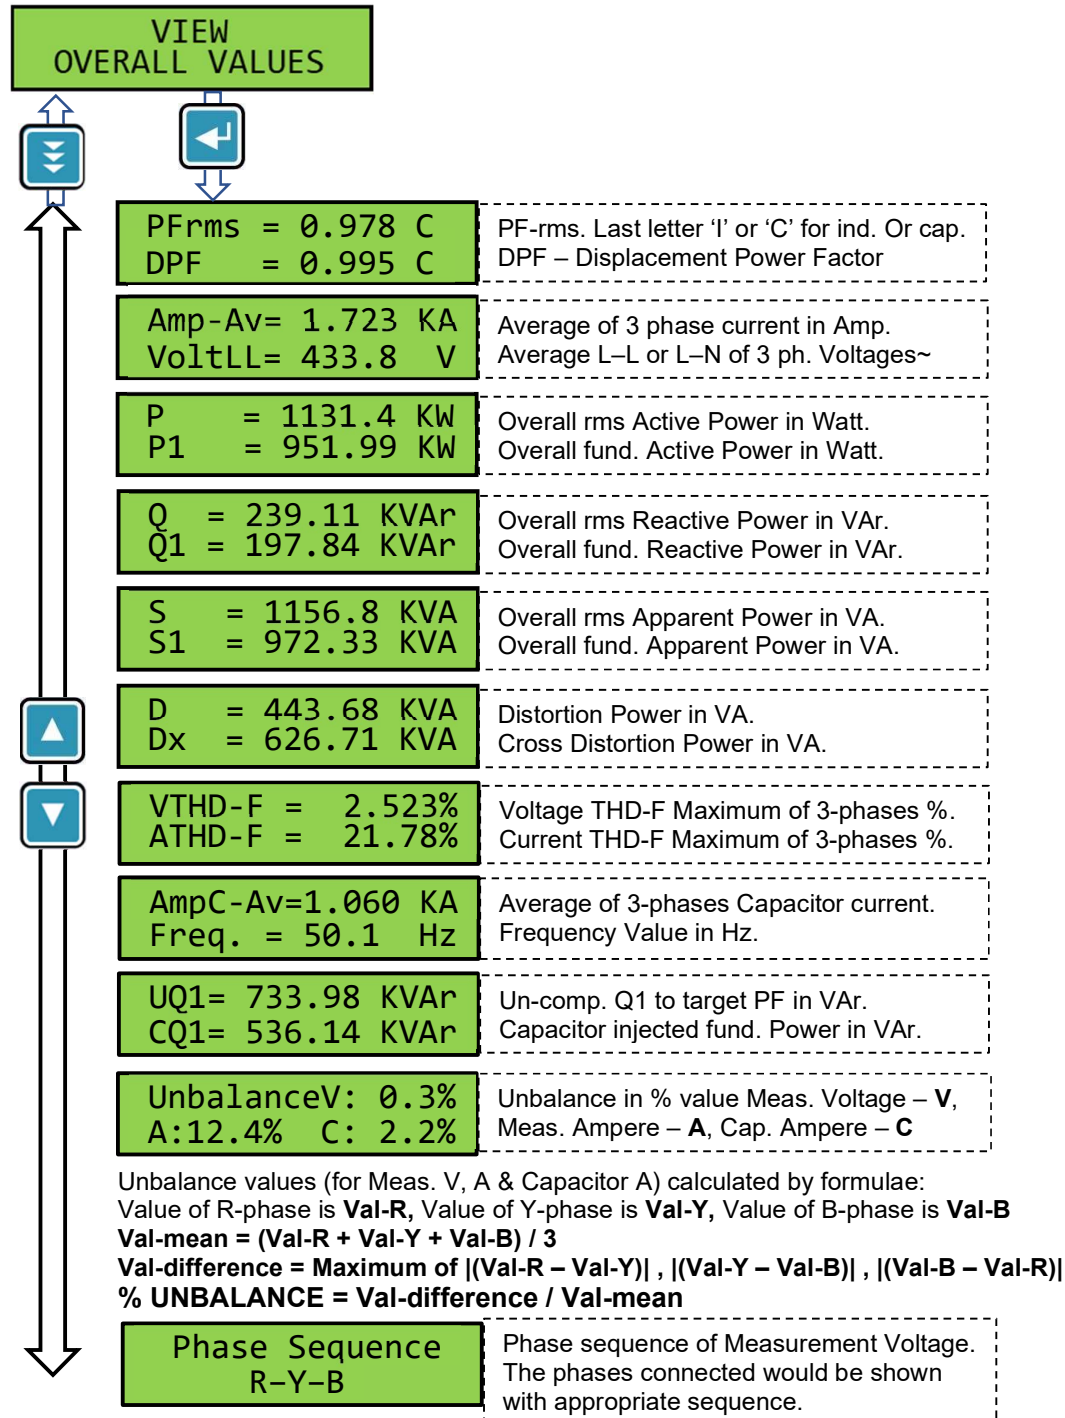 VIEW
OVERALL VALUES
PFrms = 0.978 C
DPF = 0.995 C
PF-rms. Last letter ‘I’ or ‘C’ for ind. Or cap.
DPF – Displacement Power Factor
Amp-Av= 1.723 KA
VoltLL= 433.8 V
Average of 3 phase current in Amp.
Average L–L or L–N of 3 ph. Voltages~
P = 1131.4 KW
P1 = 951.99 KW
Overall rms Active Power in Watt.
Overall fund. Active Power in Watt.
Q = 239.11 KVAr
Q1 = 197.84 KVAr
Overall rms Reactive Power in VAr.
Overall fund. Reactive Power in VAr.
S = 1156.8 KVA
S1 = 972.33 KVA
Overall rms Apparent Power in VA.
Overall fund. Apparent Power in VA.
D = 443.68 KVA
Dx = 626.71 KVA
Distortion Power in VA.
Cross Distortion Power in VA.
VTHD-F = 2.523%
ATHD-F = 21.78%
Voltage THD-F Maximum of 3-phases %.
Current THD-F Maximum of 3-phases %.
AmpC-Av=1.060 KA
Freq. = 50.1 Hz
Average of 3-phases Capacitor current.
Frequency Value in Hz.
UQ1= 733.98 KVAr
CQ1= 536.14 KVAr
Un-comp. Q1 to target PF in VAr.
Capacitor injected fund. Power in VAr.
UnbalanceV: 0.3%
A:12.4% C: 2.2%
Unbalance in % value Meas. Voltage – V,
Meas. Ampere – A, Cap. Ampere – C
Unbalance values (for Meas. V, A & Capacitor A) calculated by formulae:
Value of R-phase is Val-R, Value of Y-phase is Val-Y, Value of B-phase is Val-B
Val-mean = (Val-R + Val-Y + Val-B) / 3
Val-difference = Maximum of |(Val-R – Val-Y)| , |(Val-Y – Val-B)| , |(Val-B – Val-R)|
% UNBALANCE = Val-difference / Val-mean
Phase Sequence
R–Y–B
Phase sequence of Measurement Voltage.
The phases connected would be shown
with appropriate sequence.